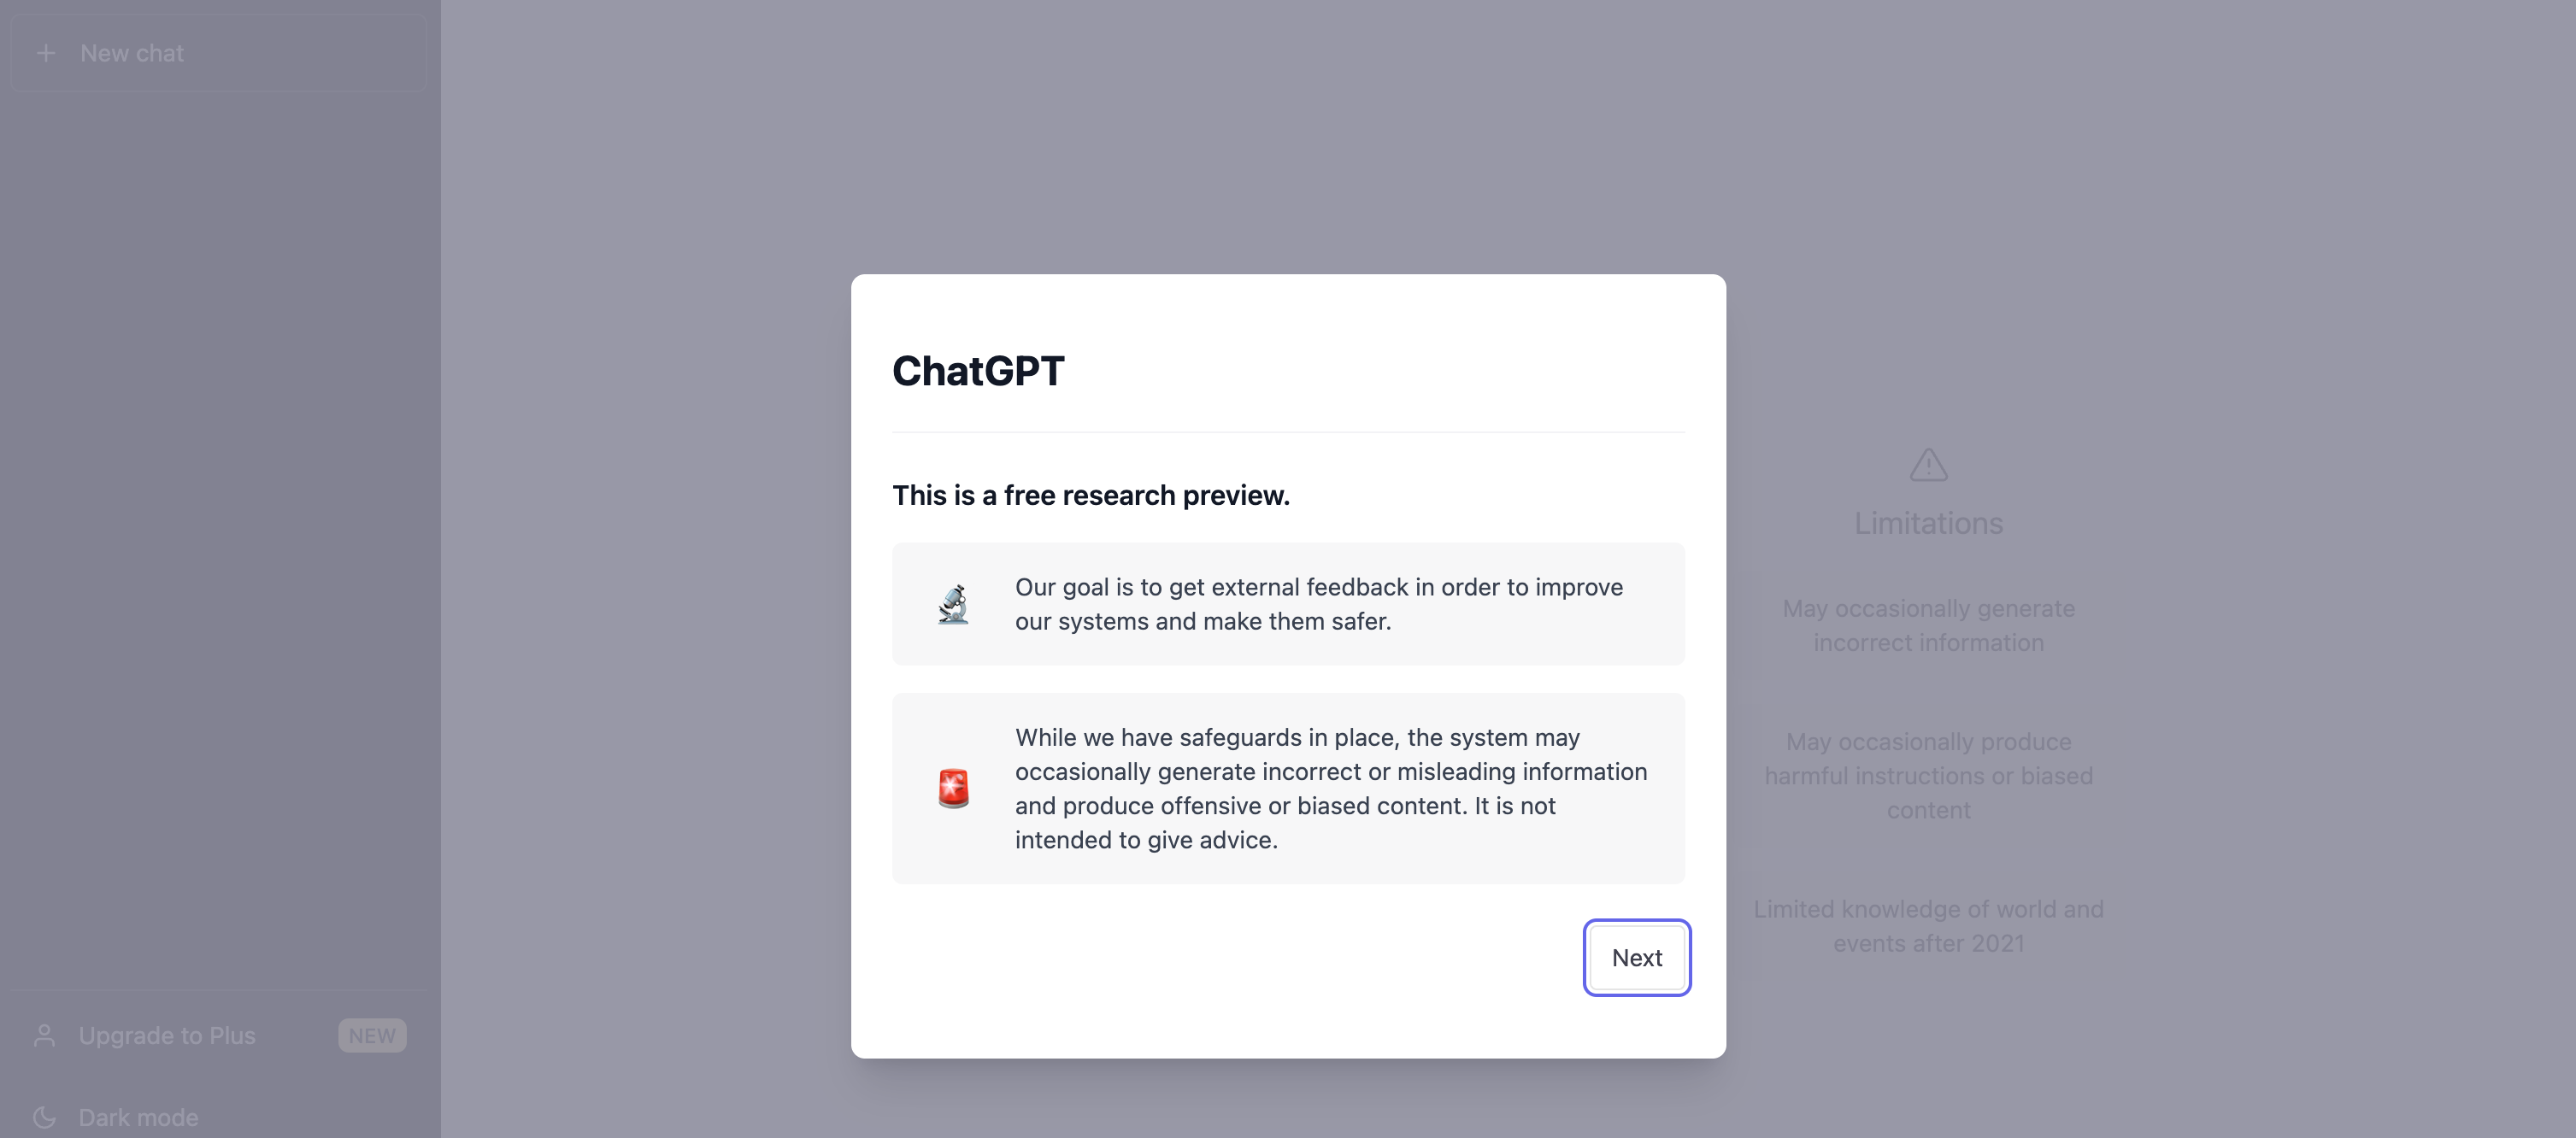 New chat
ChatGPT
This is a free research preview.
Our goal is to get external feedback in order to improve
our systems and make them safer.
While we have safeguards in place, the system may
occasionally generate incorrect or misleading information
and produce offensive or biased content. It is not
intended to give advice.
Next
Limitations
May occasionally generate
incorrect information
May occasionally produce
harmful instructions or biased
content
Limited knowledge of world and
events after 2021
Upgrade to Plus
NEW
Dark mode